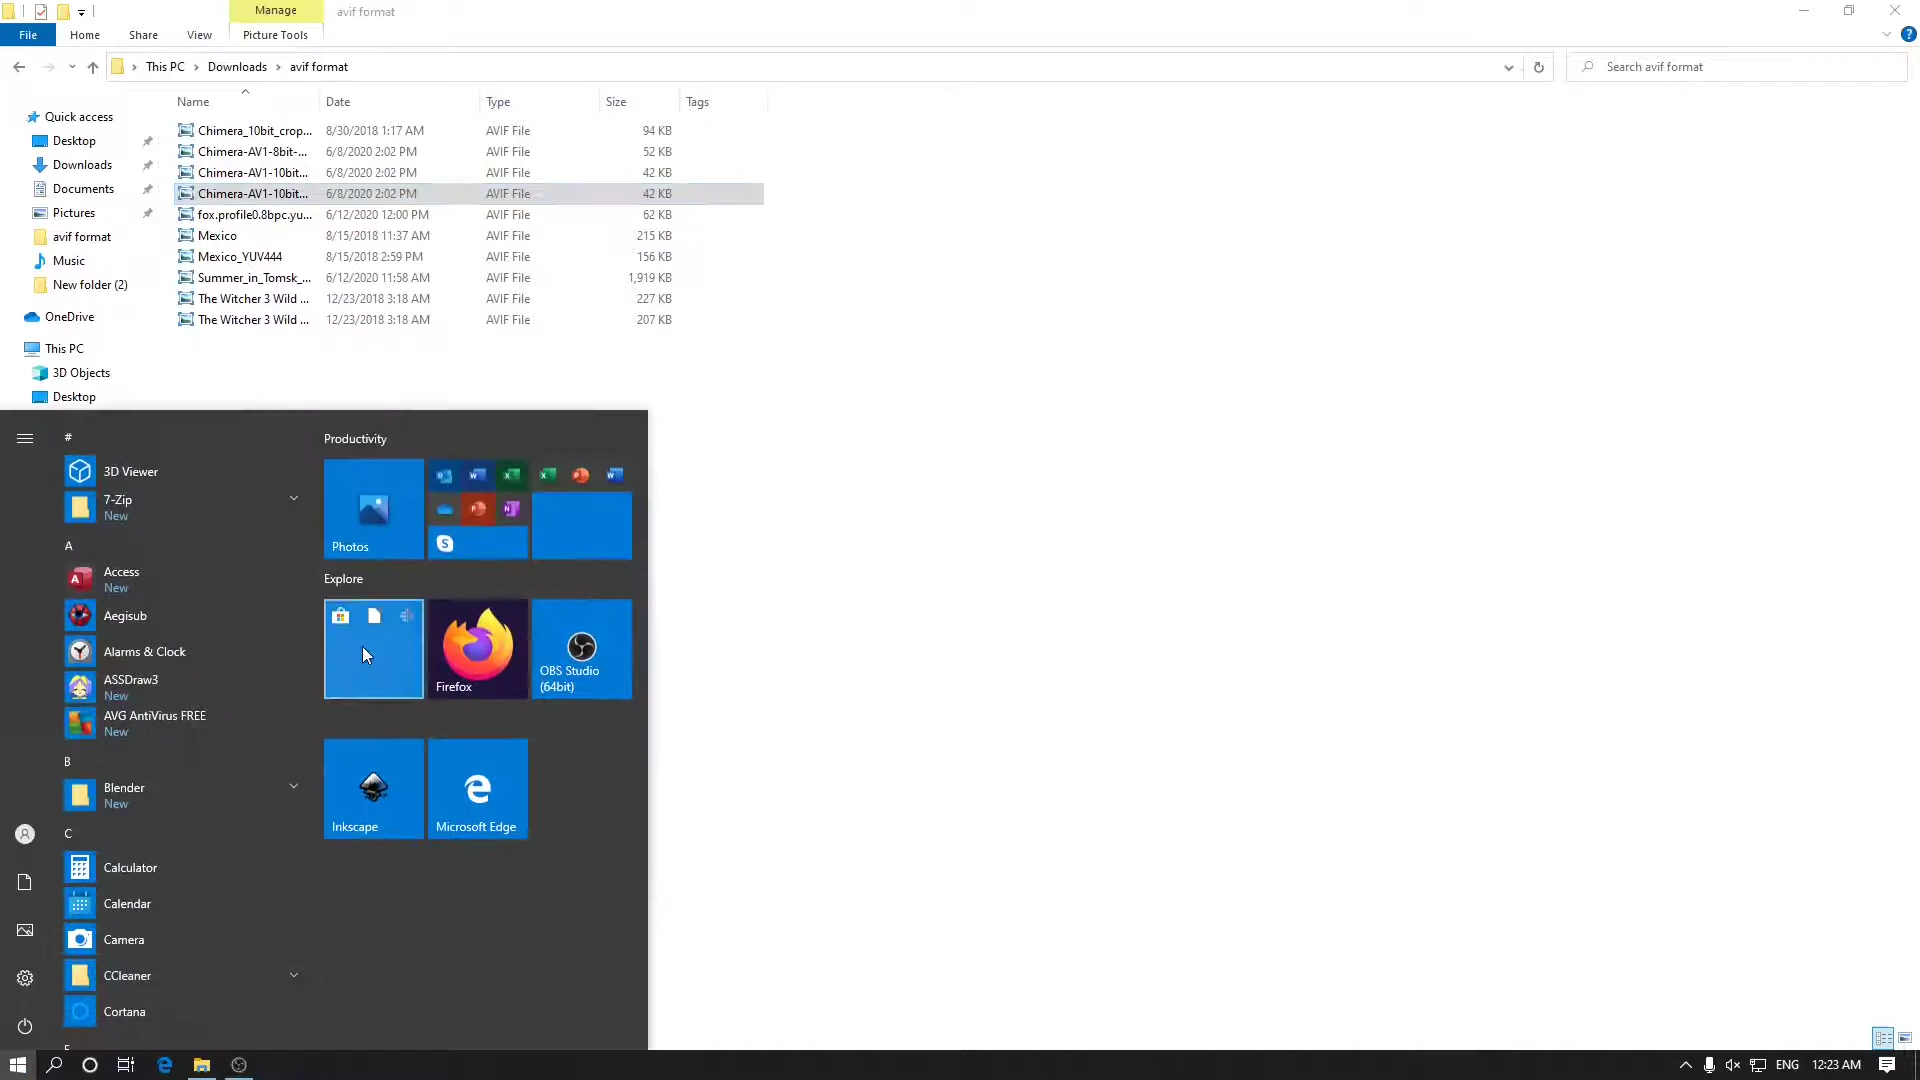 Manage
avif format
File
Home
Share
View
Picture Tools
This PC
Downloads
avif format
Search avif format
Name
Date
Type
Size
Tags
Quick access
Desktop
Downloads
Documents
Pictures
avif format
Music
New folder (2)
OneDrive
This PC
3D Objects
Desktop
Chimera_10bit_crop... 8/30/2018 1:17 AM AVIF File 94 KB
Chimera-AV1-8bit-... 6/8/2020 2:02 PM AVIF File 52 KB
Chimera-AV1-10bit... 6/8/2020 2:02 PM AVIF File 42 KB
Chimera-AV1-10bit... 6/8/2020 2:02 PM AVIF File 42 KB
fox.profile0.8bpc.yu... 6/12/2020 12:00 PM AVIF File 62 KB
Mexico 8/15/2018 11:37 AM AVIF File 215 KB
Mexico_YUV444 8/15/2018 2:59 PM AVIF File 156 KB
Summer_in_Tomsk_... 6/12/2020 11:58 AM AVIF File 1,919 KB
The Witcher 3 Wild ... 12/23/2018 3:18 AM AVIF File 227 KB
The Witcher 3 Wild ... 12/23/2018 3:18 AM AVIF File 207 KB
#
3D Viewer
7-Zip
New
A
Access
New
Aegisub
Alarms & Clock
ASSDraw3
New
AVG AntiVirus FREE
New
B
Blender
New
C
Calculator
Calendar
Camera
CCleaner
Cortana
Productivity
Photos
Explore
Firefox
OBS Studio
(64bit)
Inkscape
Microsoft Edge
ENG
12:23 AM